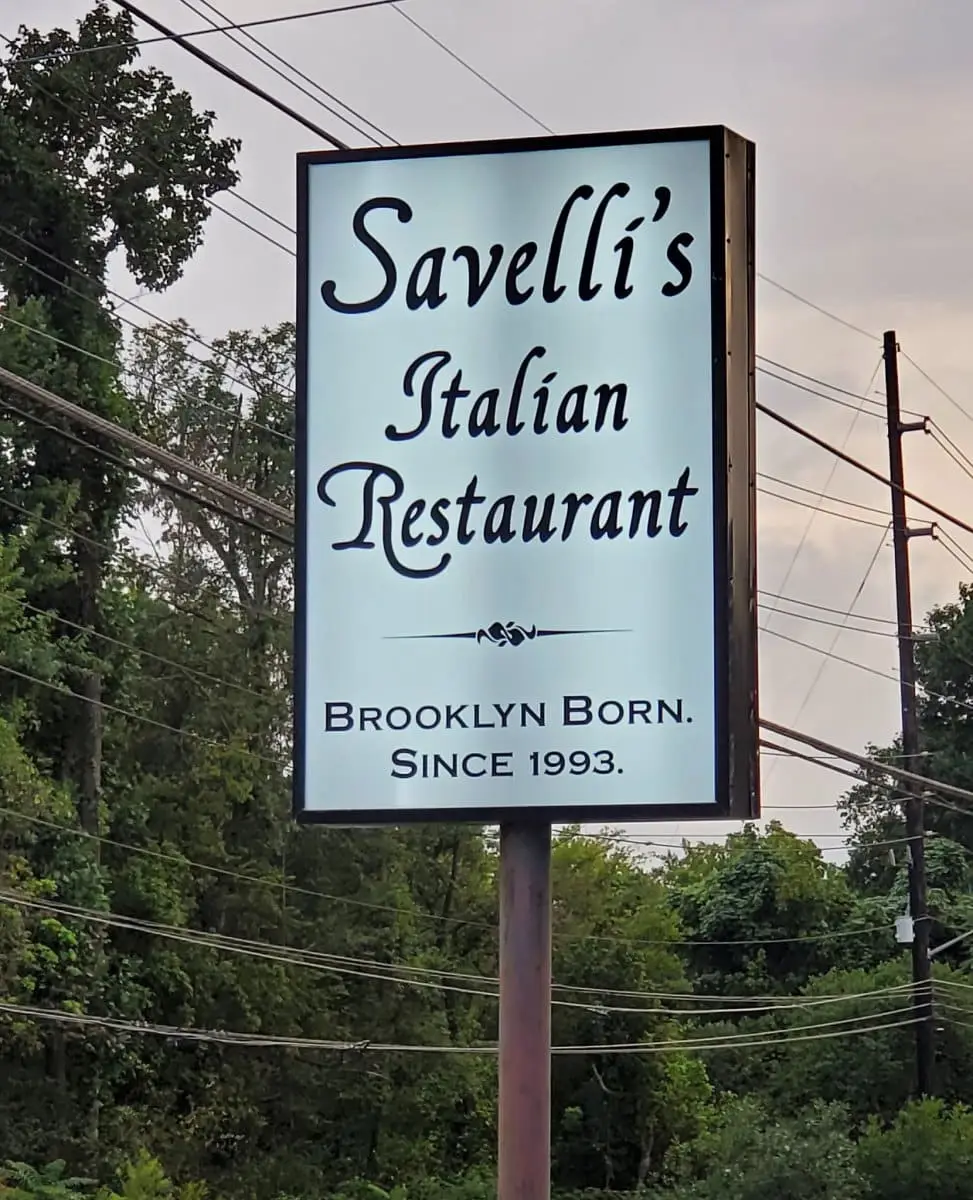 Savelli's
Italian
Restaurant
BROOKLYN BORN.
SINCE 1993.